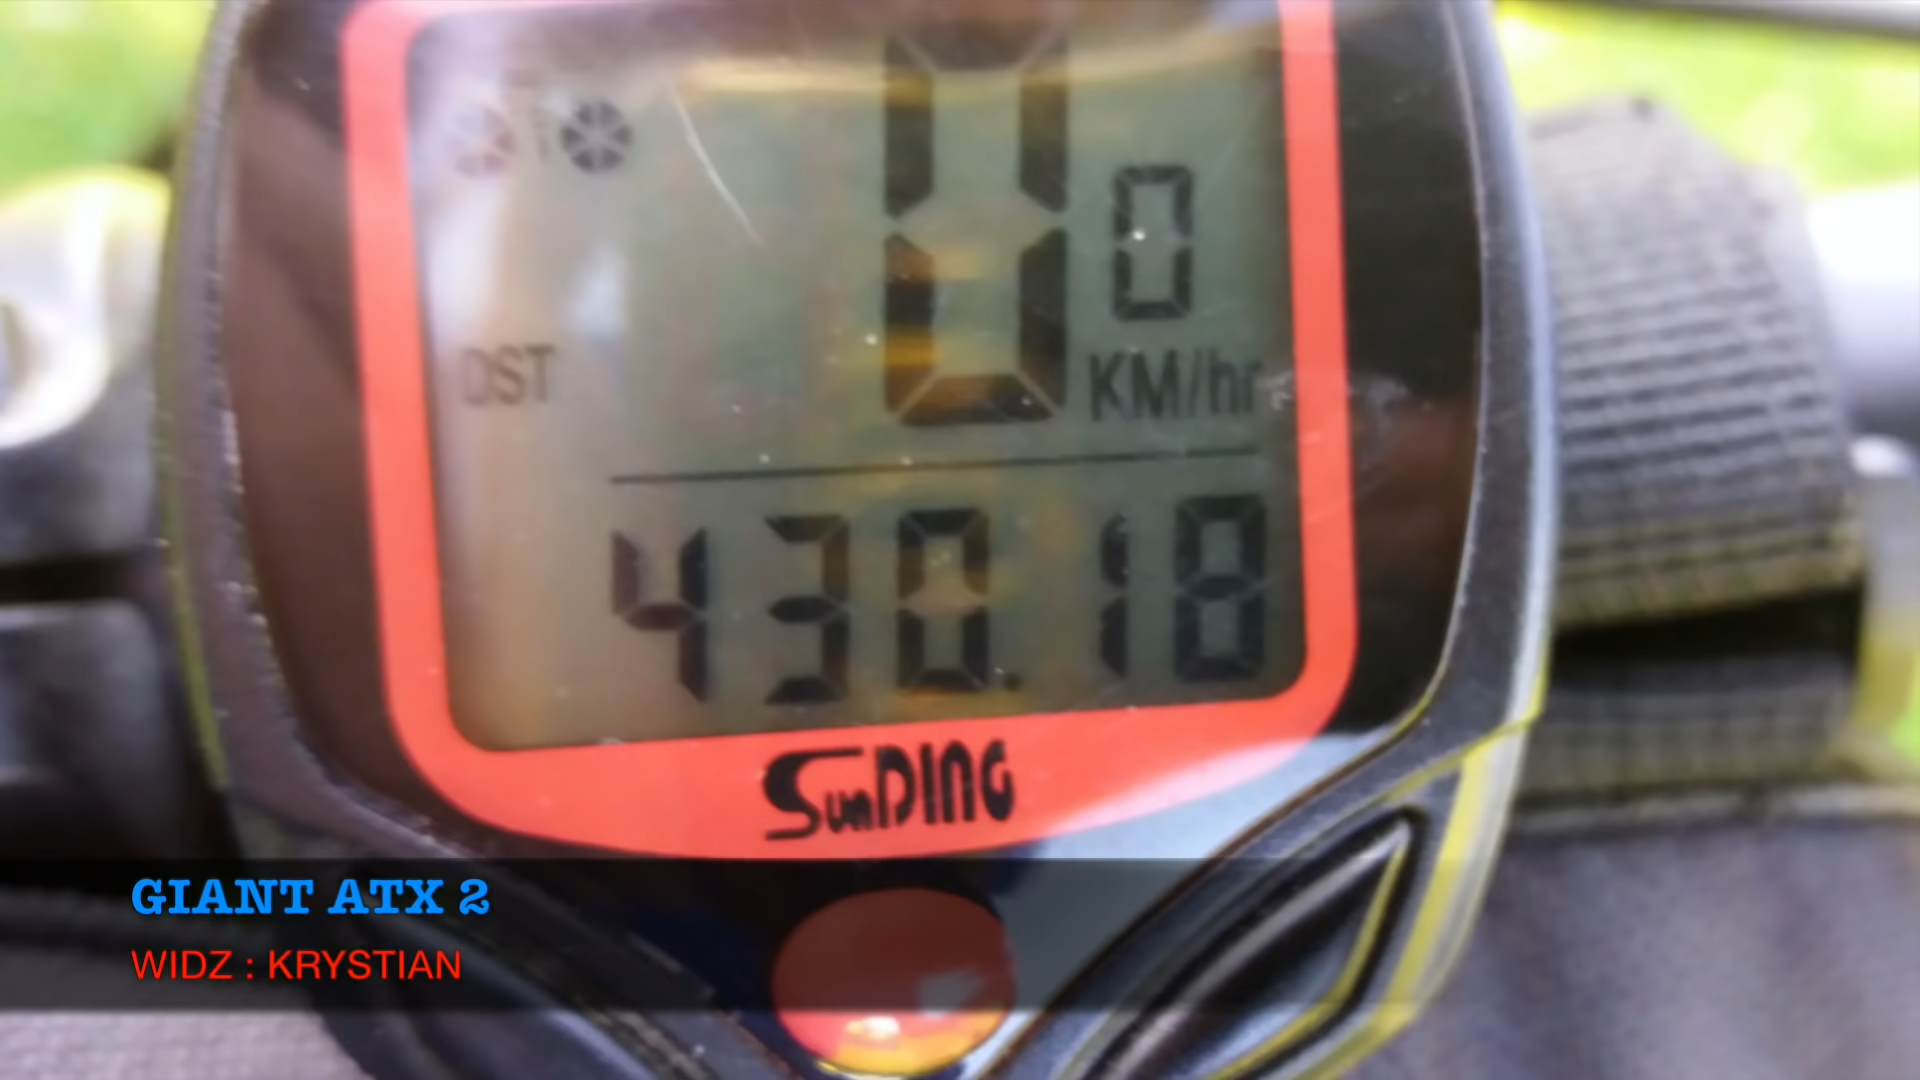 0 0
DST
KM/hr
430.18
SunDING
GIANT ATX 2
WIDZ : KRYSTIAN